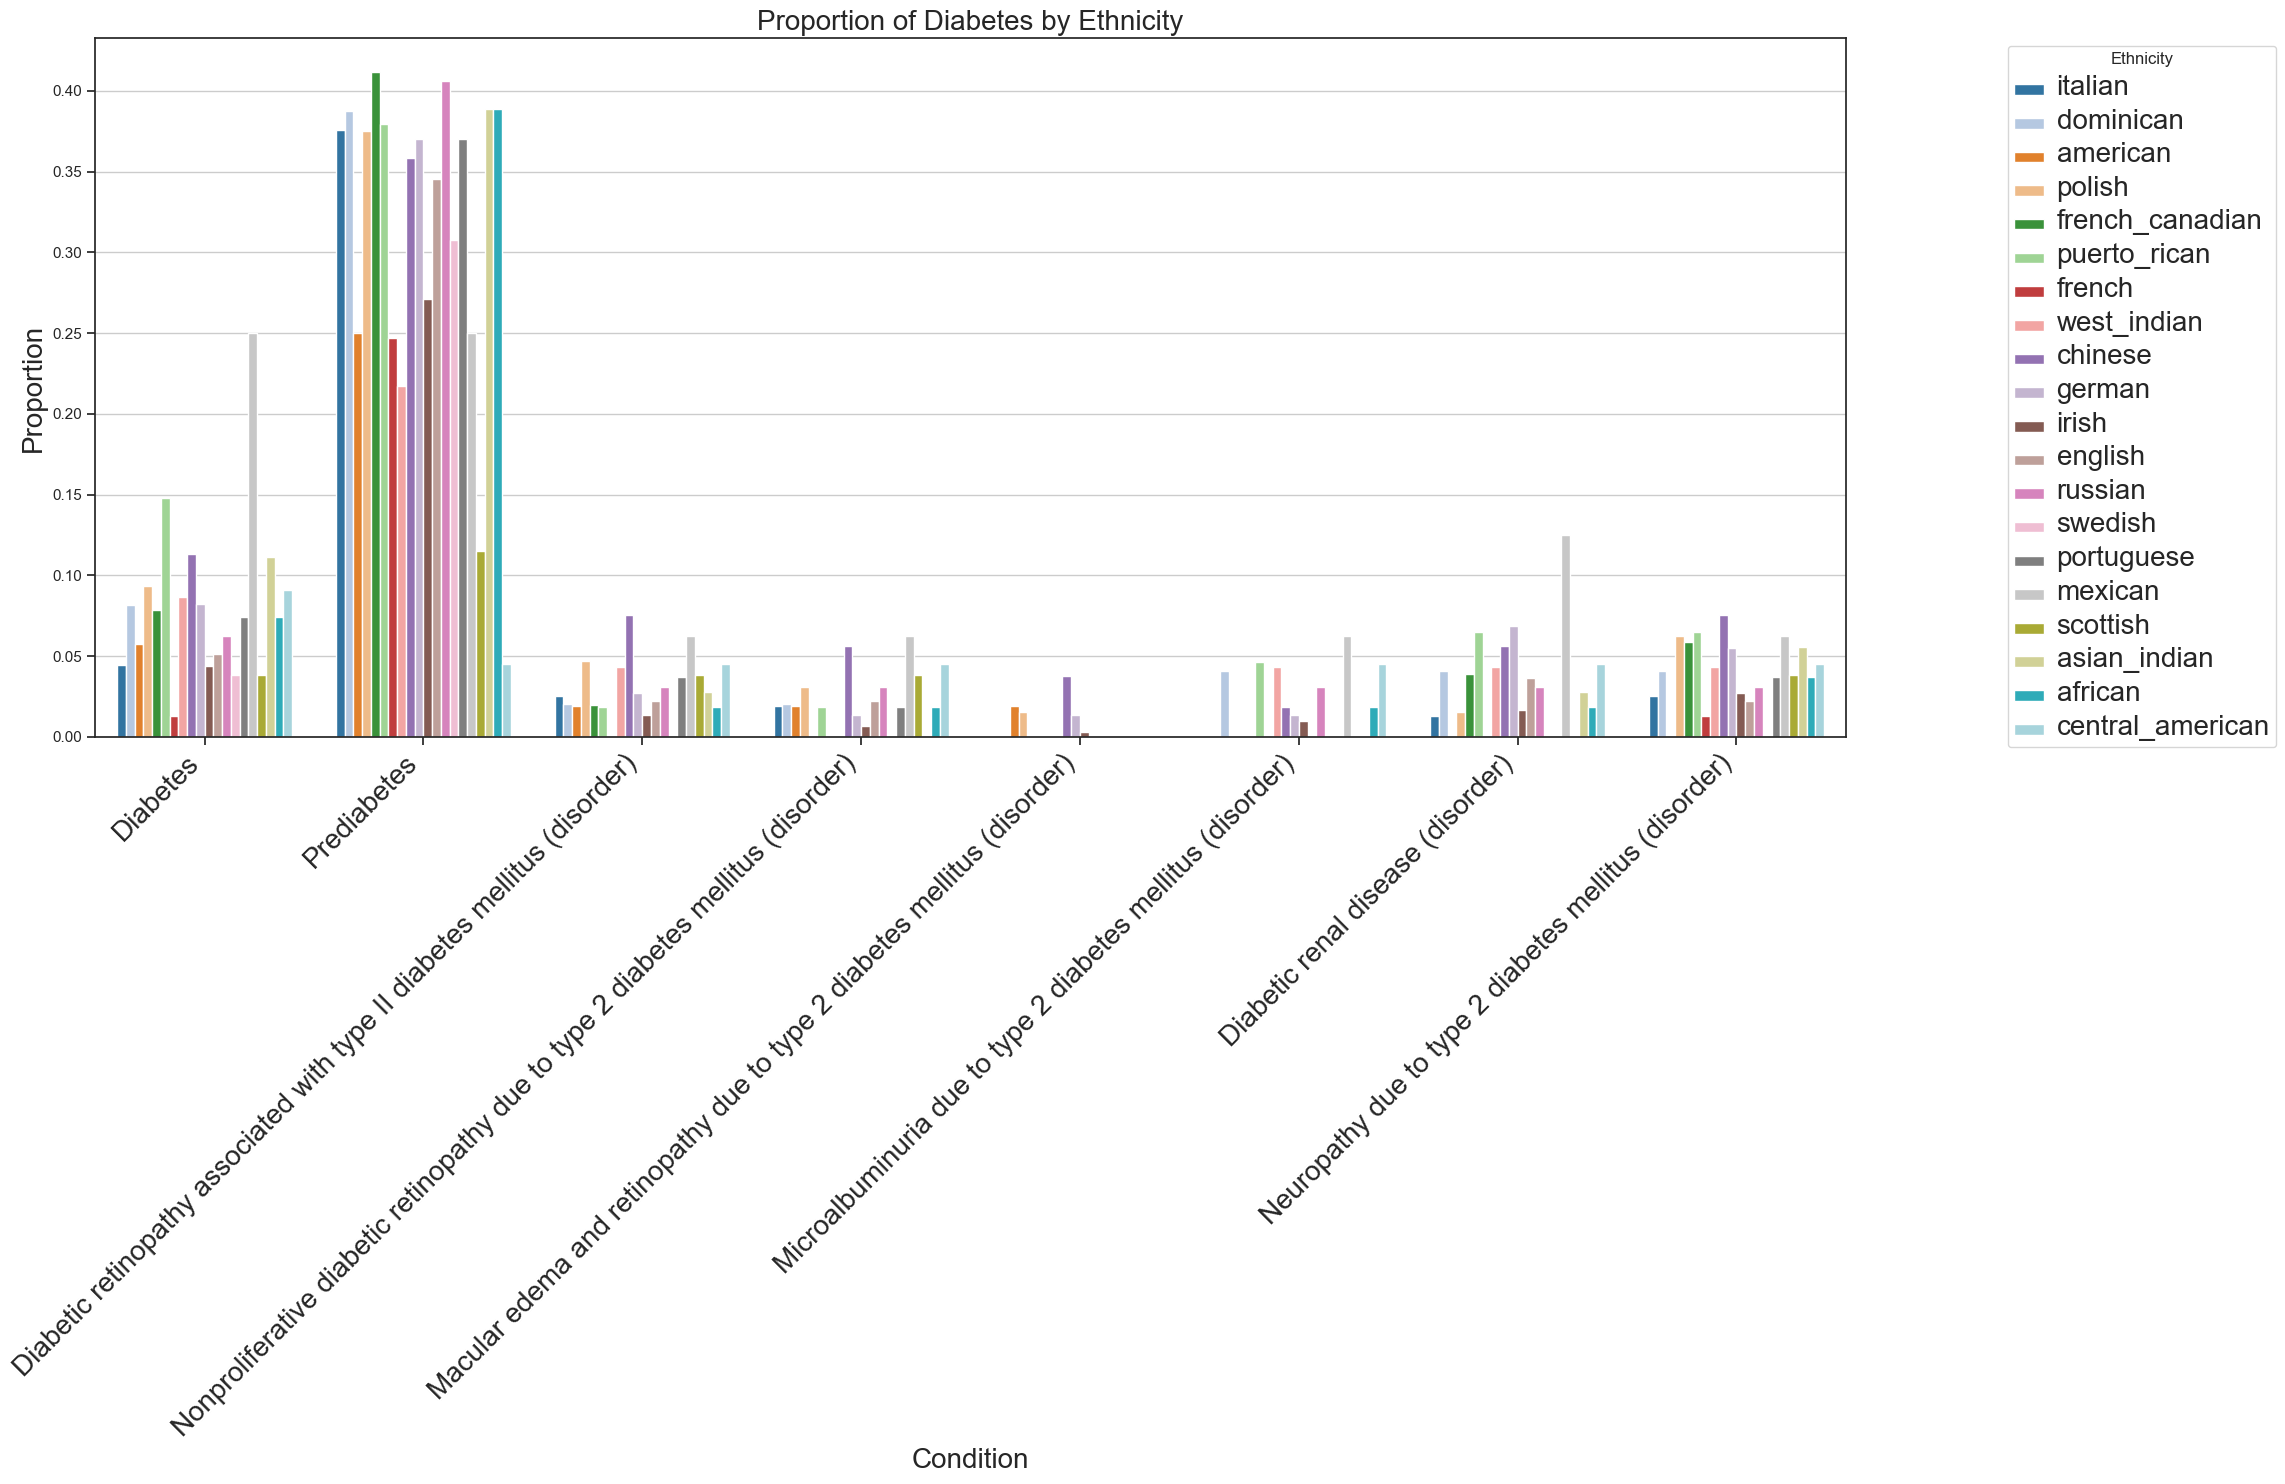 Proportion of Diabetes by Ethnicity
Proportion
0.40
0.35
0.30
0.25
0.20
0.15
0.10
0.05
0.00
Diabetes
Prediabetes
Diabetic retinopathy associated with type II diabetes mellitus (disorder)
Nonproliferative diabetic retinopathy due to type 2 diabetes mellitus (disorder)
Macular edema and retinopathy due to type 2 diabetes mellitus (disorder)
Microalbuminuria due to type 2 diabetes mellitus (disorder)
Diabetic renal disease (disorder)
Neuropathy due to type 2 diabetes mellitus (disorder)
Condition
Ethnicity
italian
dominican
american
polish
french_canadian
puerto_rican
french
west_indian
chinese
german
irish
english
russian
swedish
portuguese
mexican
scottish
asian_indian
african
central_american